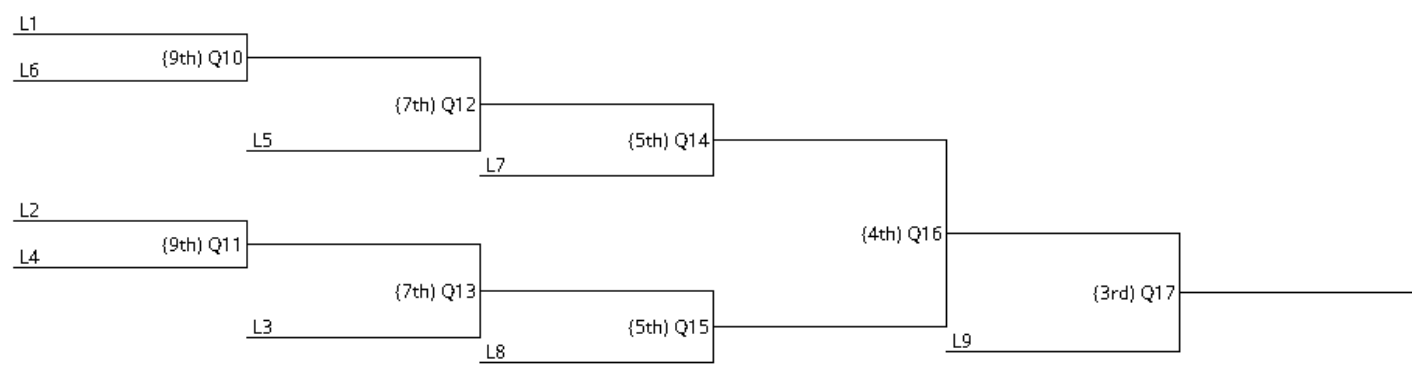 L1
{9th) Q10
L6
{7th) Q12
L5
{5th) Q14
L7
L2
{9th) Q11
L4
{4th) Q16
{7th) Q13
{3rd) Q17
L3
{5th) Q15
L9
L8